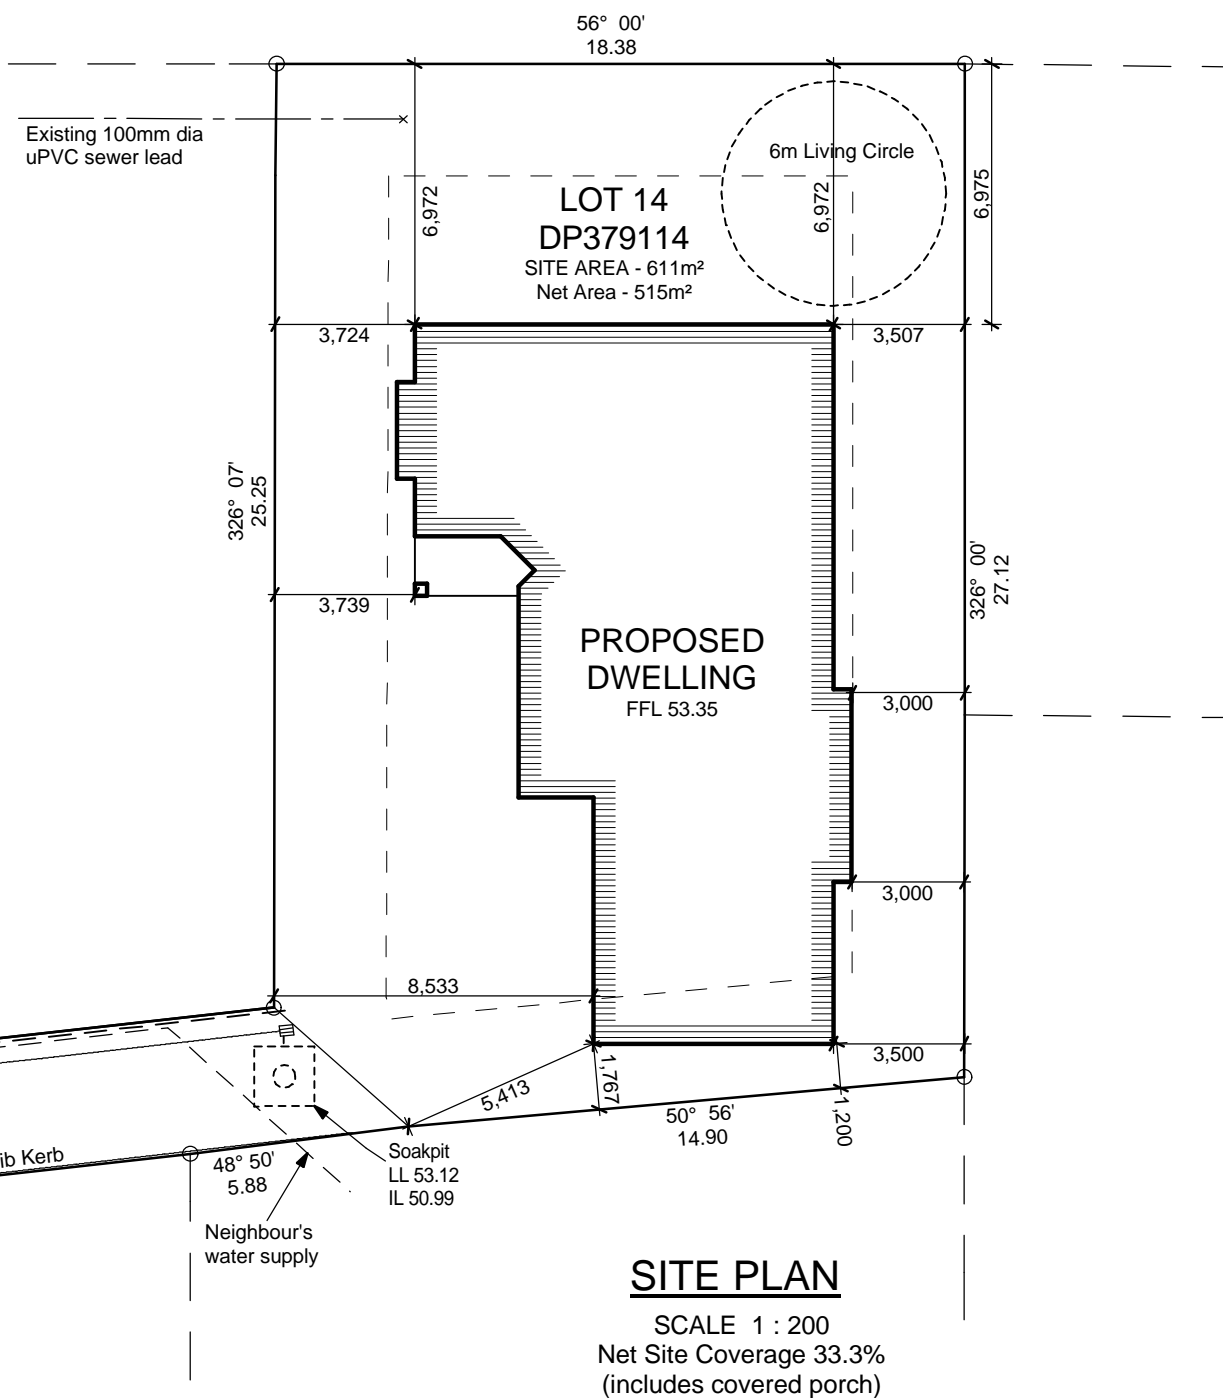 56° 00'
18.38
Existing 100mm dia
uPVC sewer lead
6m Living Circle
6,972
6,972
6,975
LOT 14
DP379114
SITE AREA - 611m²
Net Area - 515m²
3,724
3,507
326° 07'
25.25
326° 00'
27.12
3,739
PROPOSED
DWELLING
FFL 53.35
3,000
3,000
8,533
3,500
5,413
1,767
50° 56'
14.90
1,200
ib Kerb
48° 50'
5.88
Soakpit
LL 53.12
IL 50.99
Neighbour's
water supply
SITE PLAN
SCALE 1 : 200
Net Site Coverage 33.3%
(includes covered porch)